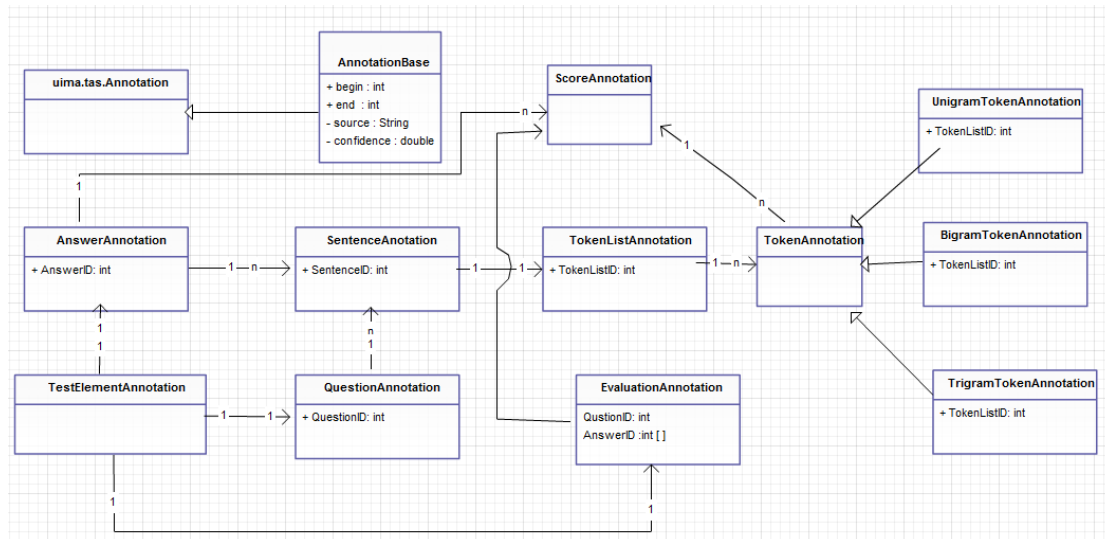 uima.tas.Annotation
AnnotationBase
+ begin : int
+ end : int
- source : String
- confidence : double
ScoreAnnotation
UnigramTokenAnnotation
+ TokenListID: int
n
1
1
n
AnswerAnnotation
+ AnswerID: int
1
n
SentenceAnotation
+ SentenceID: int
1
1
TokenListAnnotation
+ TokenListID: int
1
n
TokenAnnotation
BigramTokenAnnotation
+ TokenListID: int
1
1
n
1
TestElementAnnotation
1
1
QuestionAnnotation
+ QuestionID: int
EvaluationAnnotation
QustionID: int
AnswerID :int [ ]
TrigramTokenAnnotation
+ TokenListID: int
1
1